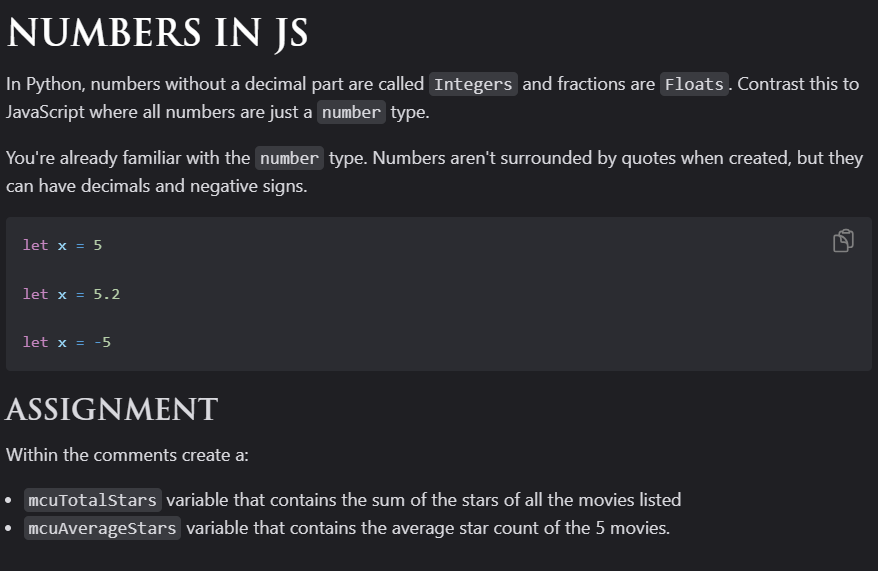 NUMBERS IN JS
In Python, numbers without a decimal part are called Integers and fractions are Floats. Contrast this to
JavaScript where all numbers are just a number type.
You're already familiar with the number type. Numbers aren't surrounded by quotes when created, but they
can have decimals and negative signs.
let x = 5
let x = 5.2
let x = -5
ASSIGNMENT
Within the comments create a:
• mcuTotalStars variable that contains the sum of the stars of all the movies listed
• mcuAverageStars variable that contains the average star count of the 5 movies.